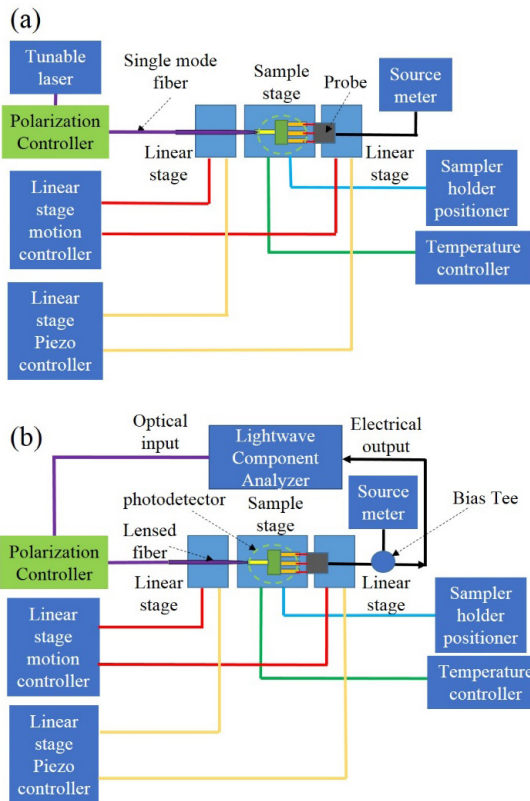 (a)
Tunable
laser
Single mode
fiber
Sample
stage
Probe
Source
meter
Polarization
Controller
Linear
stage
Linear
stage
Linear
stage
motion
controller
Sampler
holder
positioner
Temperature
controller
Linear
stage
Piezo
controller
(b)
Optical
input
Lightwave
Component
Analyzer
Electrical
output
photodetector
Sample
stage
Source
meter
Bias Tee
Lensed
fiber
Polarization
Controller
Linear
stage
Linear
stage
Linear
stage
motion
controller
Sampler
holder
positioner
Temperature
controller
Linear
stage
Piezo
controller